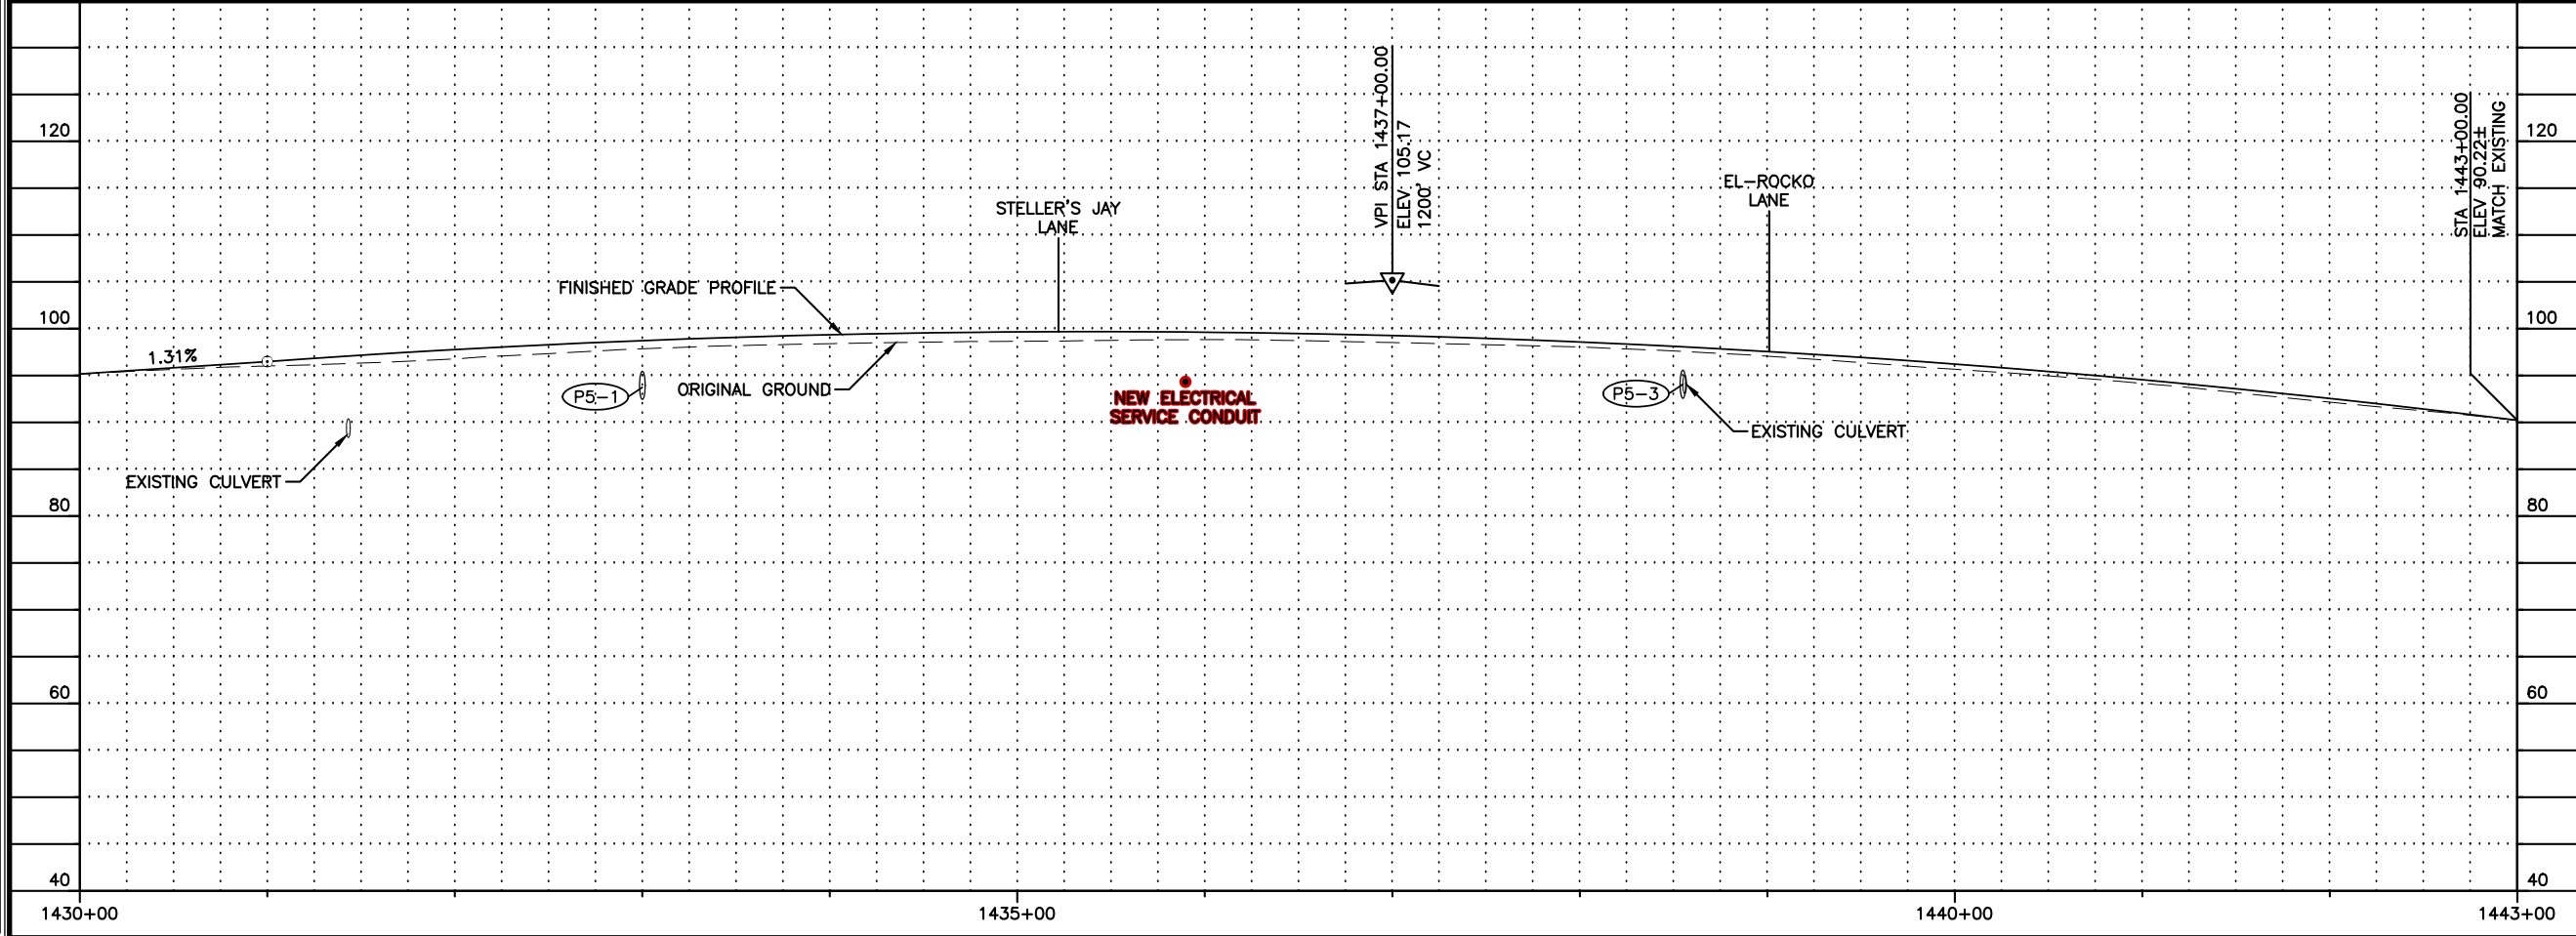 VPI STA 1437+00.00
ELEV 105.17
1200' VC
STA 1443+00.00
ELEV 90.22±
MATCH EXISTING
120
120
EL-ROCKO
LANE
STELLER'S JAY
LANE
FINISHED GRADE PROFILE
100
100
1.31%
P5-1
ORIGINAL GROUND
NEW ELECTRICAL
SERVICE CONDUIT
P5-3
EXISTING CULVERT
EXISTING CULVERT
80
80
60
60
40
40
1430+00
1435+00
1440+00
1443+00